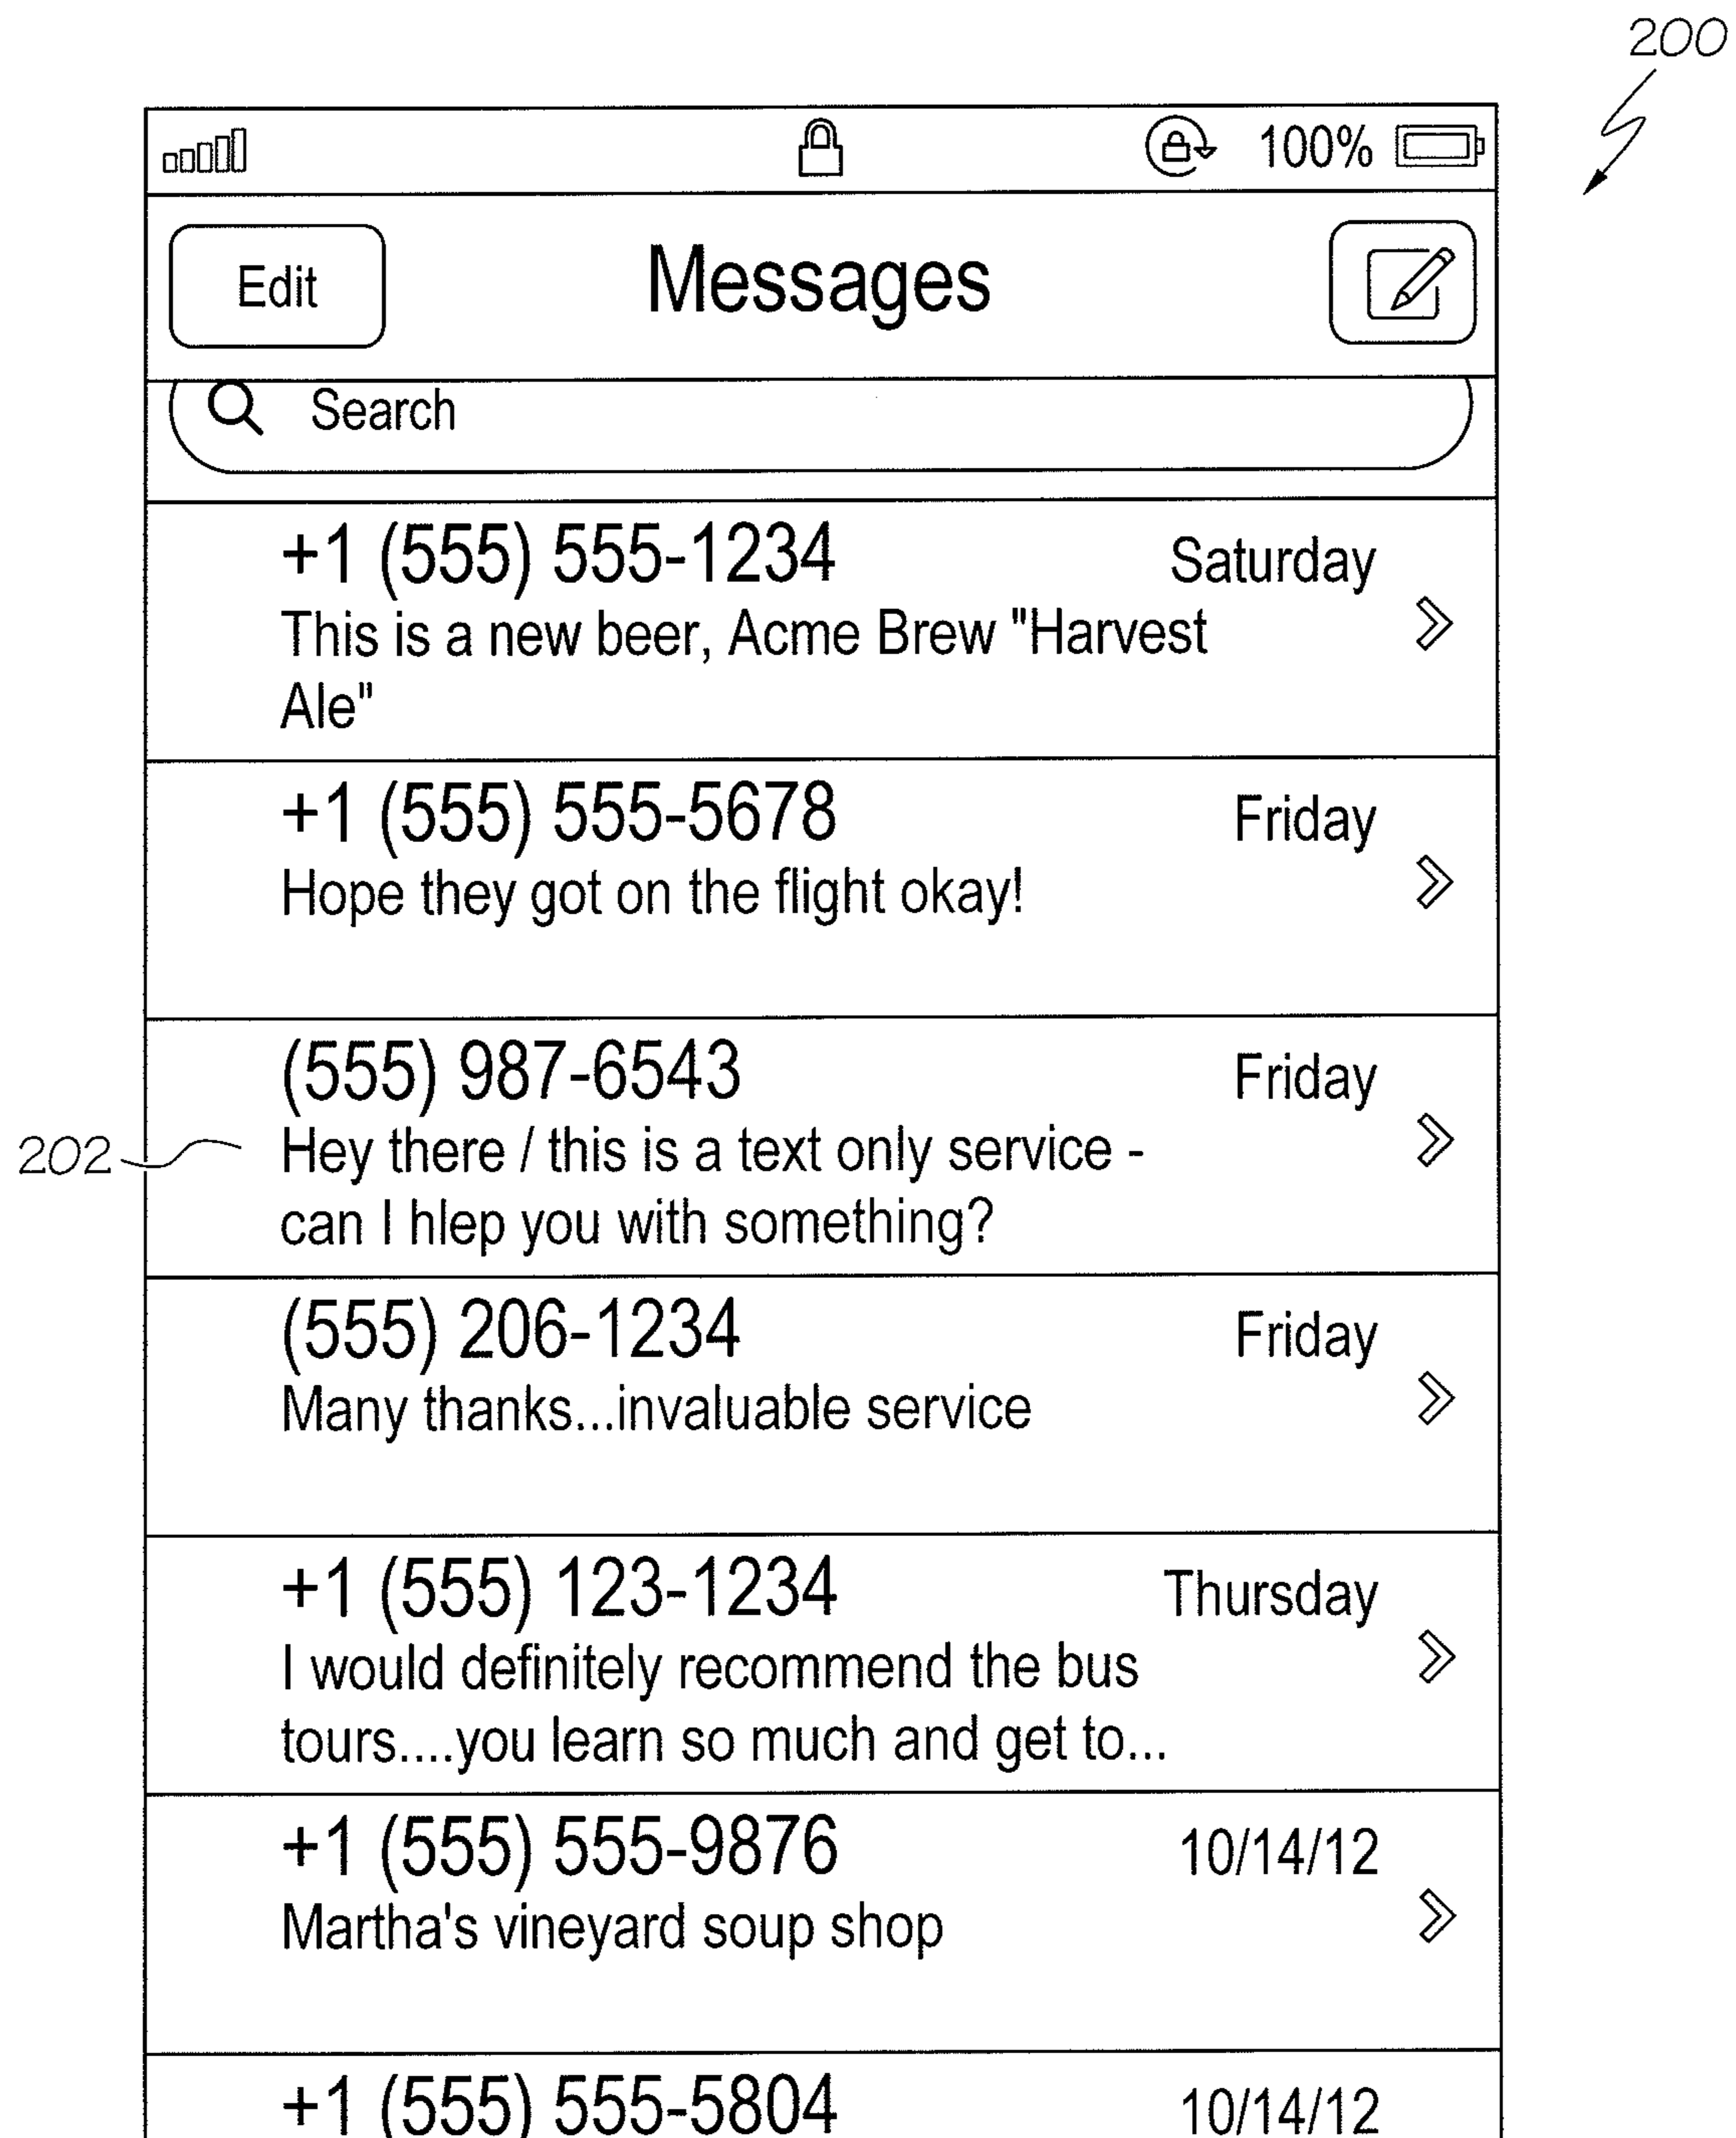 200
100%
Edit
Messages
Search
+1 (555) 555-1234
Saturday
This is a new beer, Acme Brew "Harvest
Ale"
+1 (555) 555-5678
Friday
Hope they got on the flight okay!
(555) 987-6543
Friday
202
Hey there / this is a text only service -
can I hlep you with something?
(555) 206-1234
Friday
Many thanks...invaluable service
+1 (555) 123-1234
Thursday
I would definitely recommend the bus
tours....you learn so much and get to...
+1 (555) 555-9876
10/14/12
Martha's vineyard soup shop
+1 (555) 555-5804
10/14/12